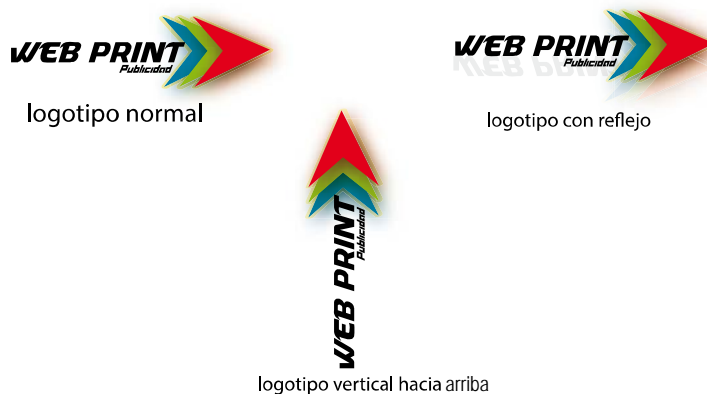 WEB PRINT
Publicidad
logotipo normal
WEB PRINT
Publicidad
logotipo con reflejo
WEB PRINT
Publicidad
logotipo vertical hacia arriba